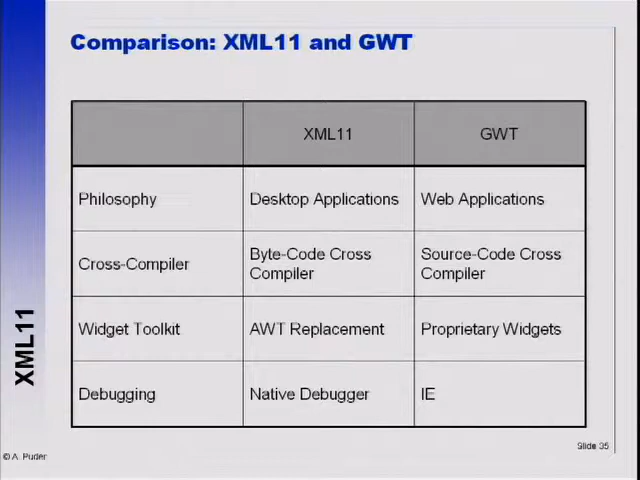 Comparison: XML11 and GWT
XML11 GWT
Philosophy Desktop Applications Web Applications
Cross-Compiler Byte-Code Cross Compiler Source-Code Cross Compiler
Widget Toolkit AWT Replacement Proprietary Widgets
Debugging Native Debugger IE
XML11
Slide 35
© A. Puder